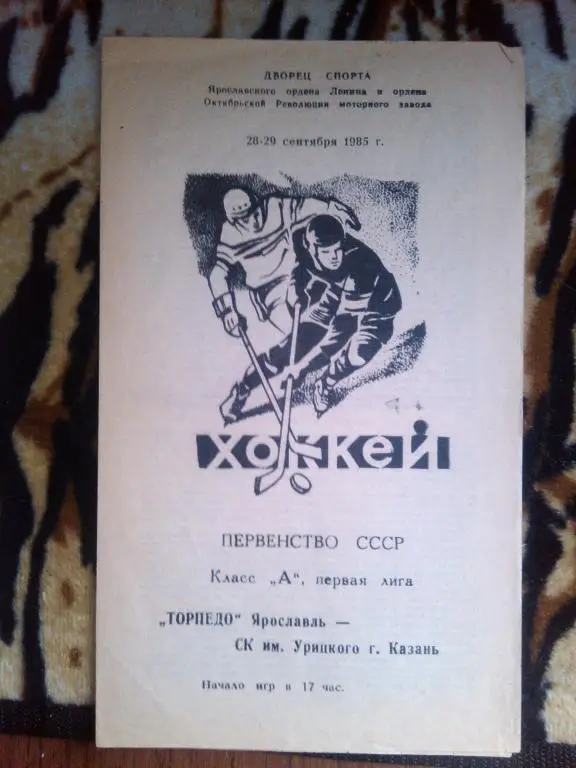 ДВОРЕЦ СПОРТА
Ярославского ордена Ленина и ордена
Октябрьской Революции моторного завода
28-29 сентября 1985 г.
ХОККЕЙ
ПЕРВЕНСТВО СССР
Класс „А“, первая лига
„ТОРПЕДО“ Ярославль —
СК им. Урицкого г. Казань
Начало игр в 17 час.